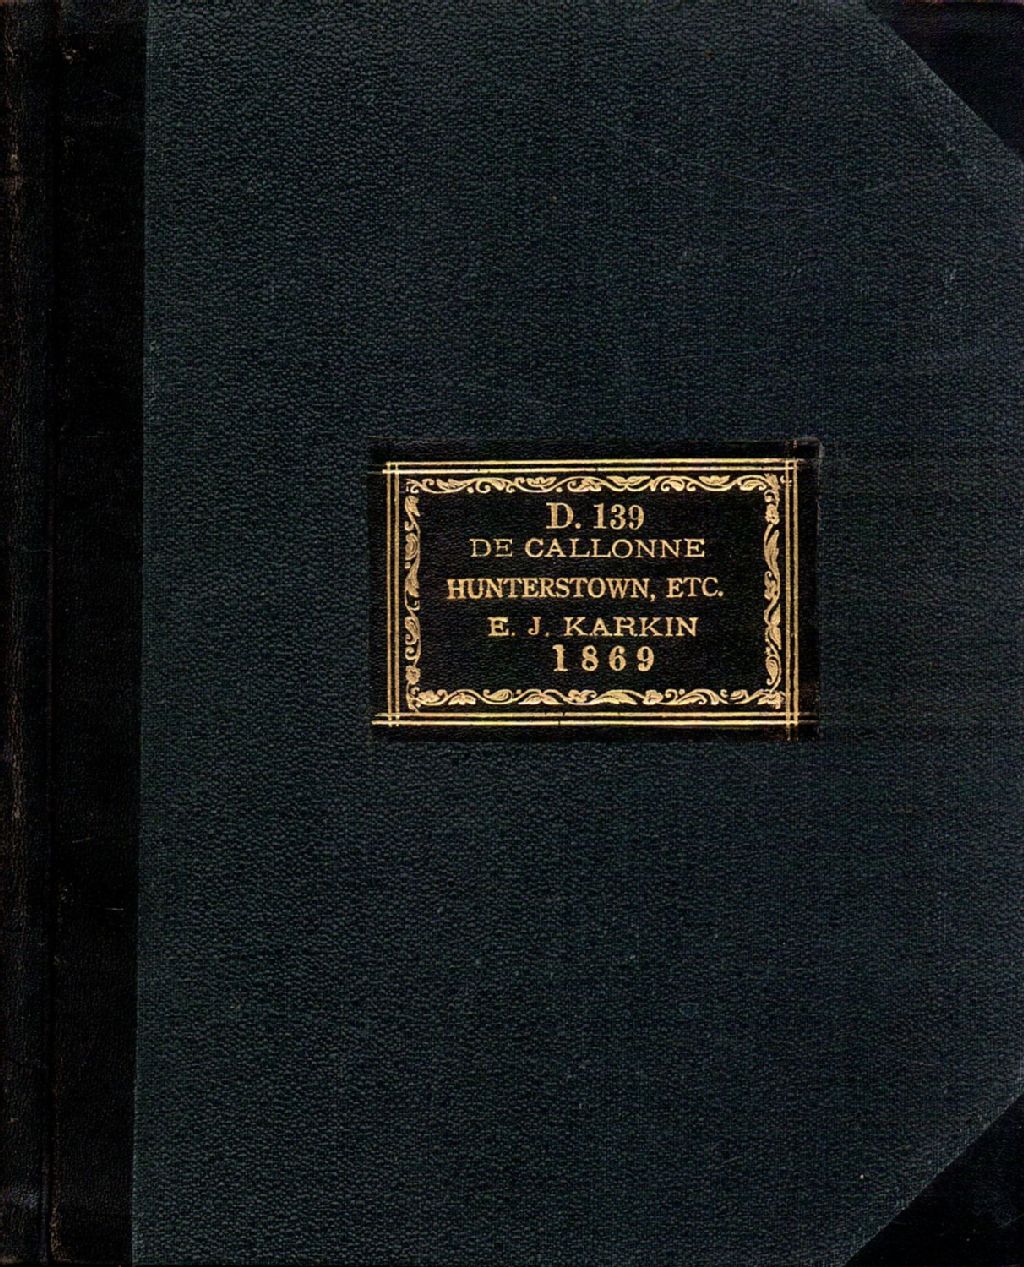 D. 139
DE CALLONNE
HUNTERSTOWN, ETC.
E. J. KARKIN
1869